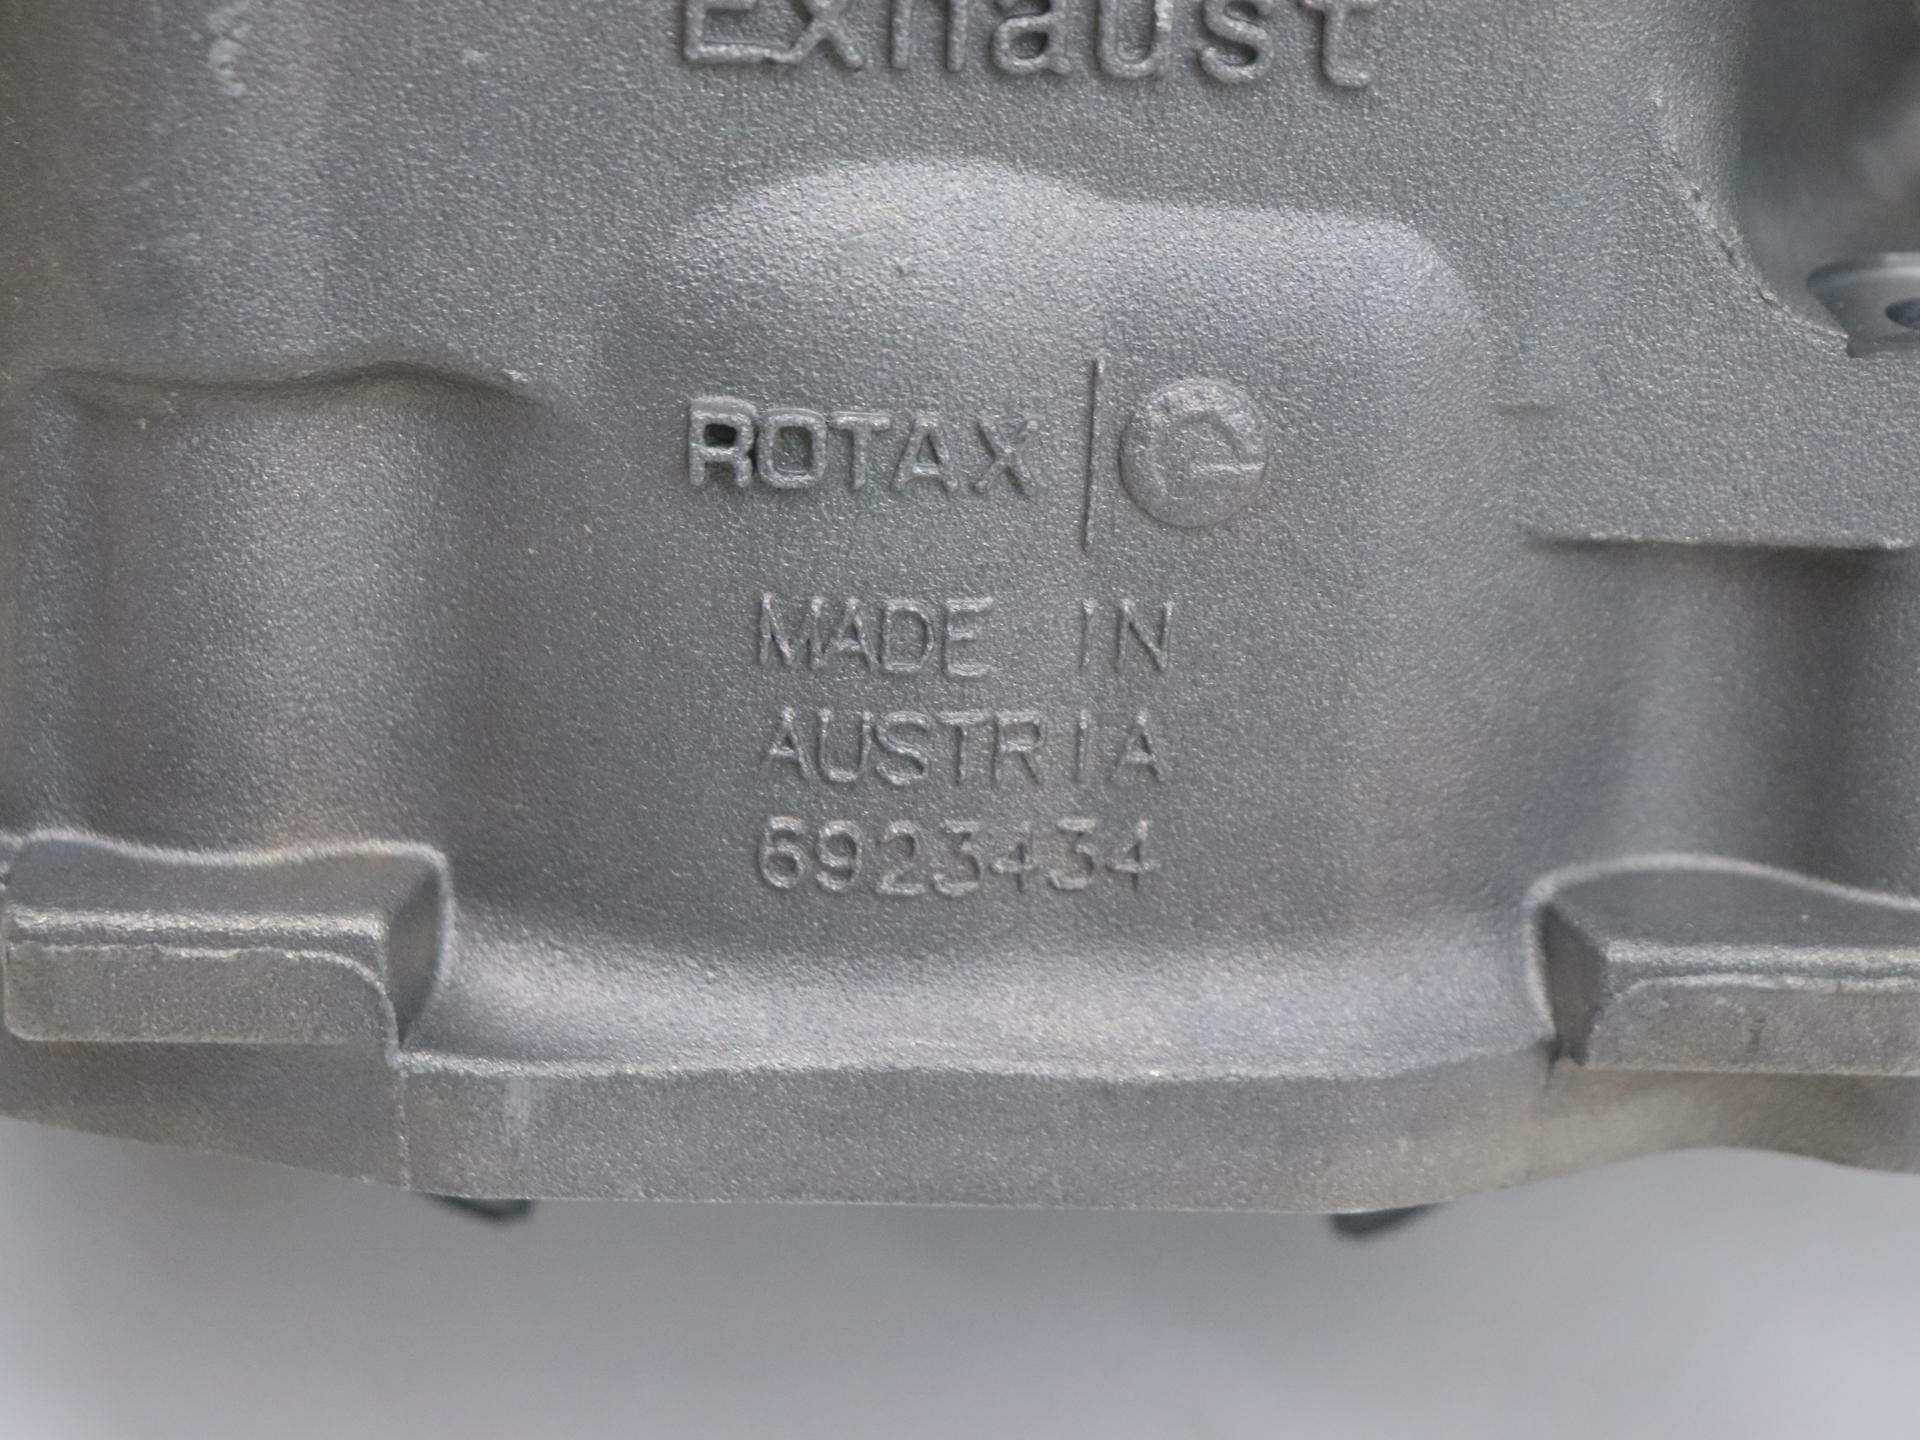 Exhaust
ROTAX
MADE IN
AUSTRIA
6923434